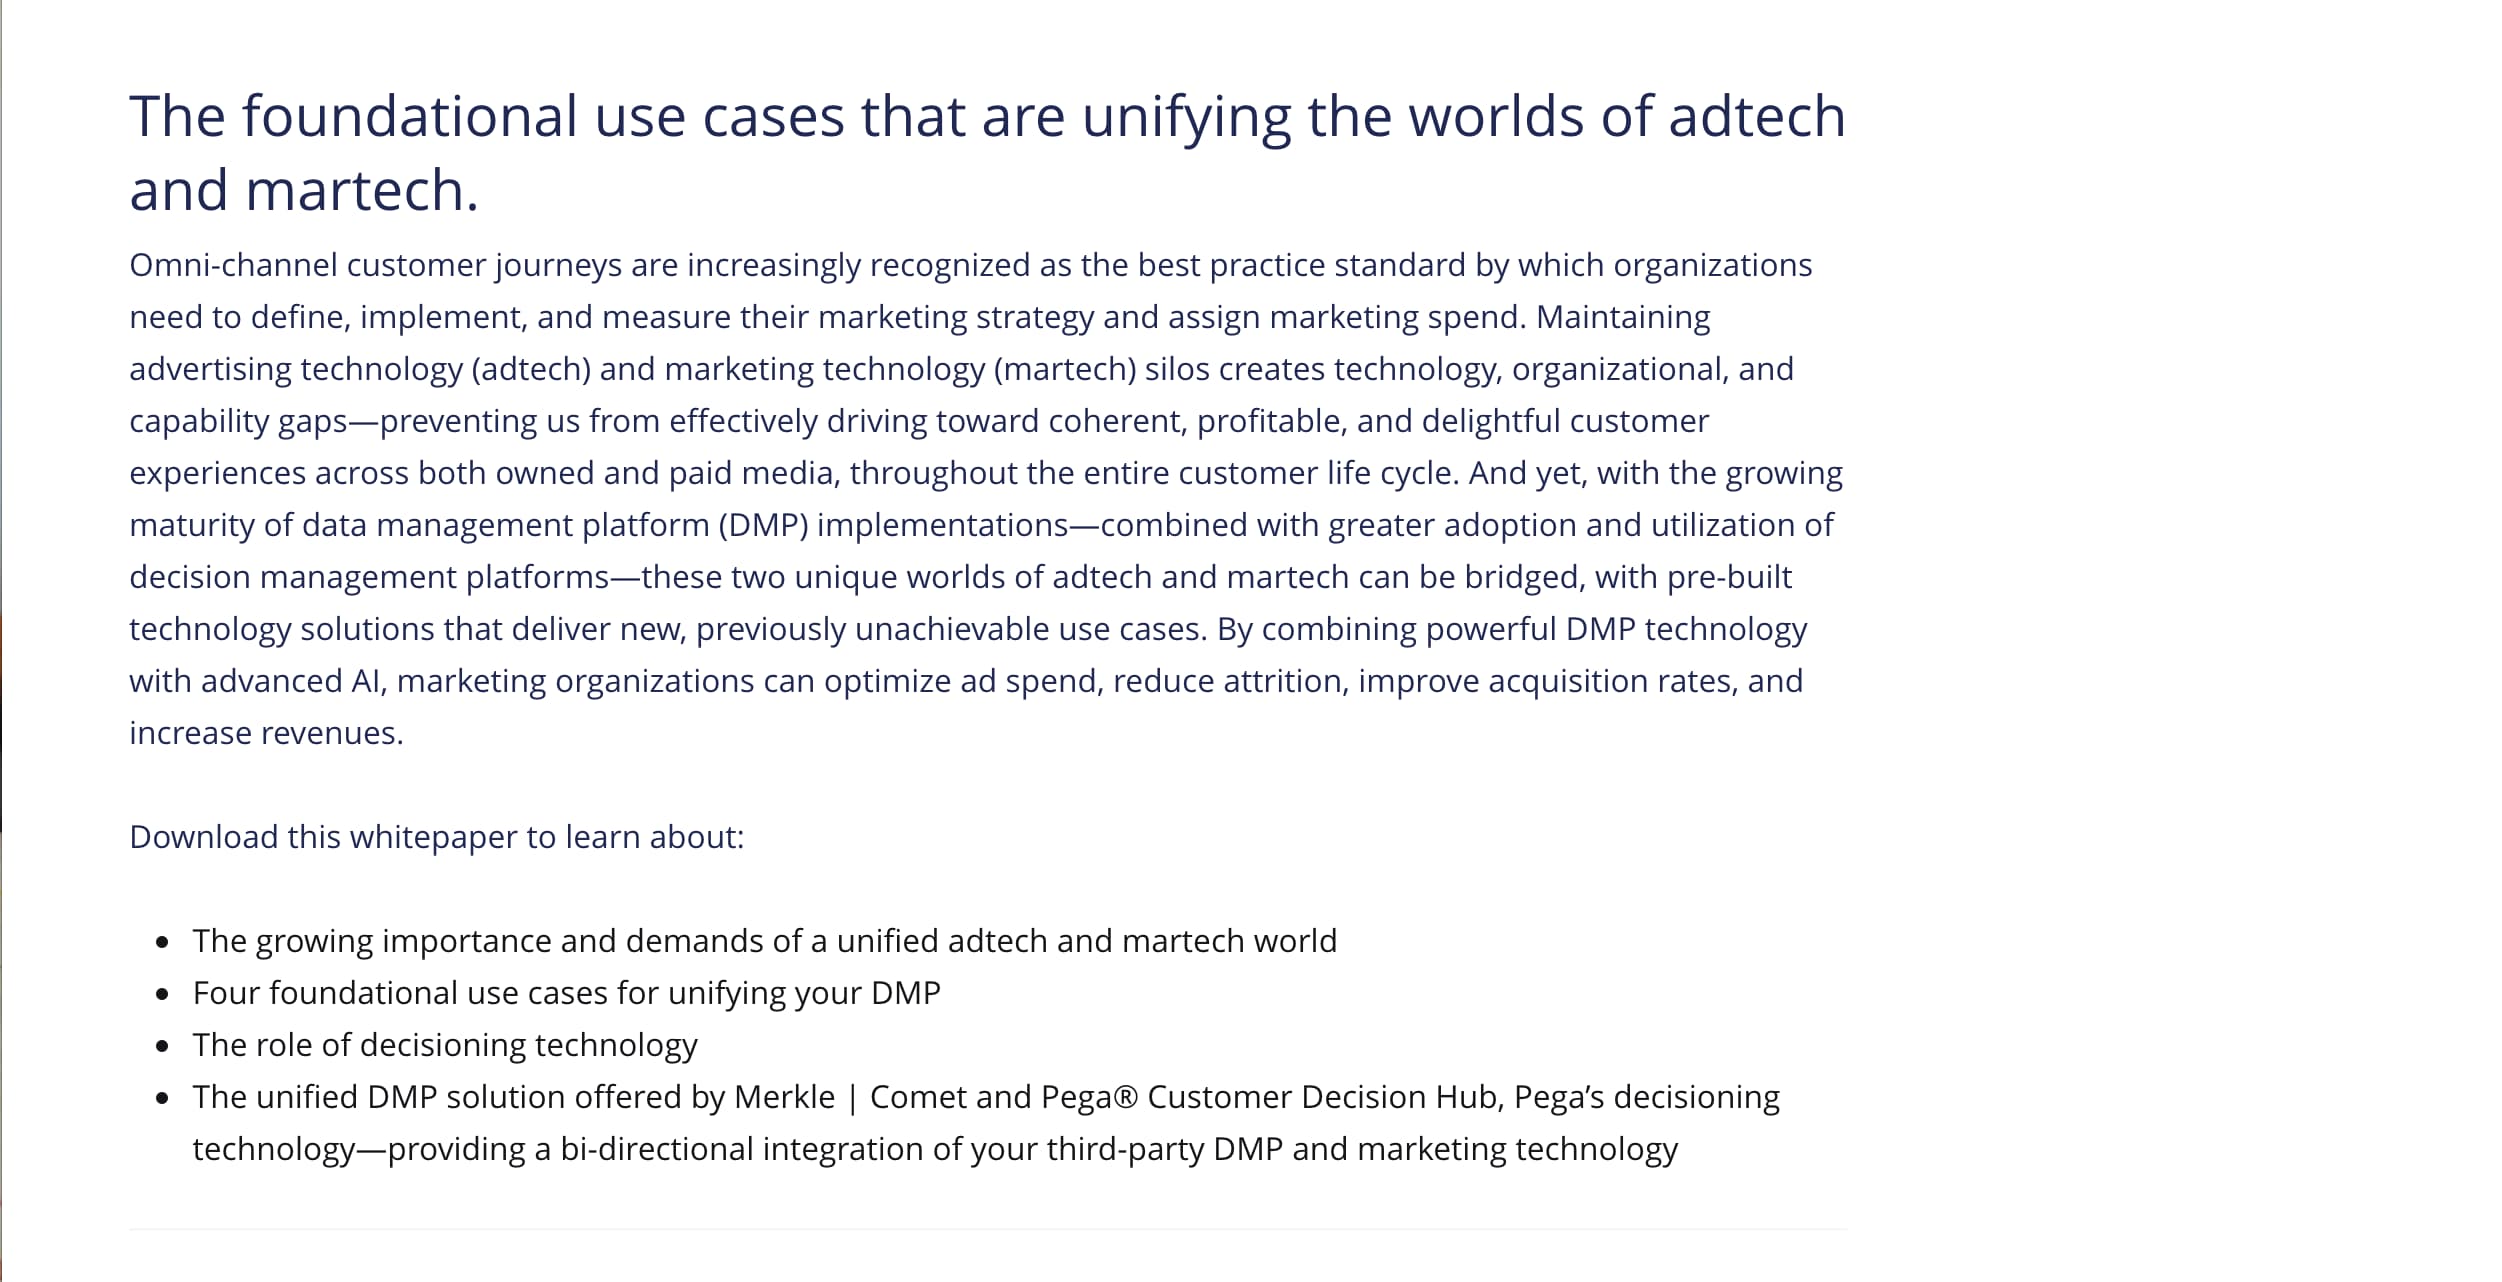 The foundational use cases that are unifying the worlds of adtech
and martech.
Omni-channel customer journeys are increasingly recognized as the best practice standard by which organizations
need to define, implement, and measure their marketing strategy and assign marketing spend. Maintaining
advertising technology (adtech) and marketing technology (martech) silos creates technology, organizational, and
capability gaps—preventing us from effectively driving toward coherent, profitable, and delightful customer
experiences across both owned and paid media, throughout the entire customer life cycle. And yet, with the growing
maturity of data management platform (DMP) implementations—combined with greater adoption and utilization of
decision management platforms—these two unique worlds of adtech and martech can be bridged, with pre-built
technology solutions that deliver new, previously unachievable use cases. By combining powerful DMP technology
with advanced AI, marketing organizations can optimize ad spend, reduce attrition, improve acquisition rates, and
increase revenues.
Download this whitepaper to learn about:
• The growing importance and demands of a unified adtech and martech world
• Four foundational use cases for unifying your DMP
• The role of decisioning technology
• The unified DMP solution offered by Merkle | Comet and Pega® Customer Decision Hub, Pega’s decisioning
technology—providing a bi-directional integration of your third-party DMP and marketing technology